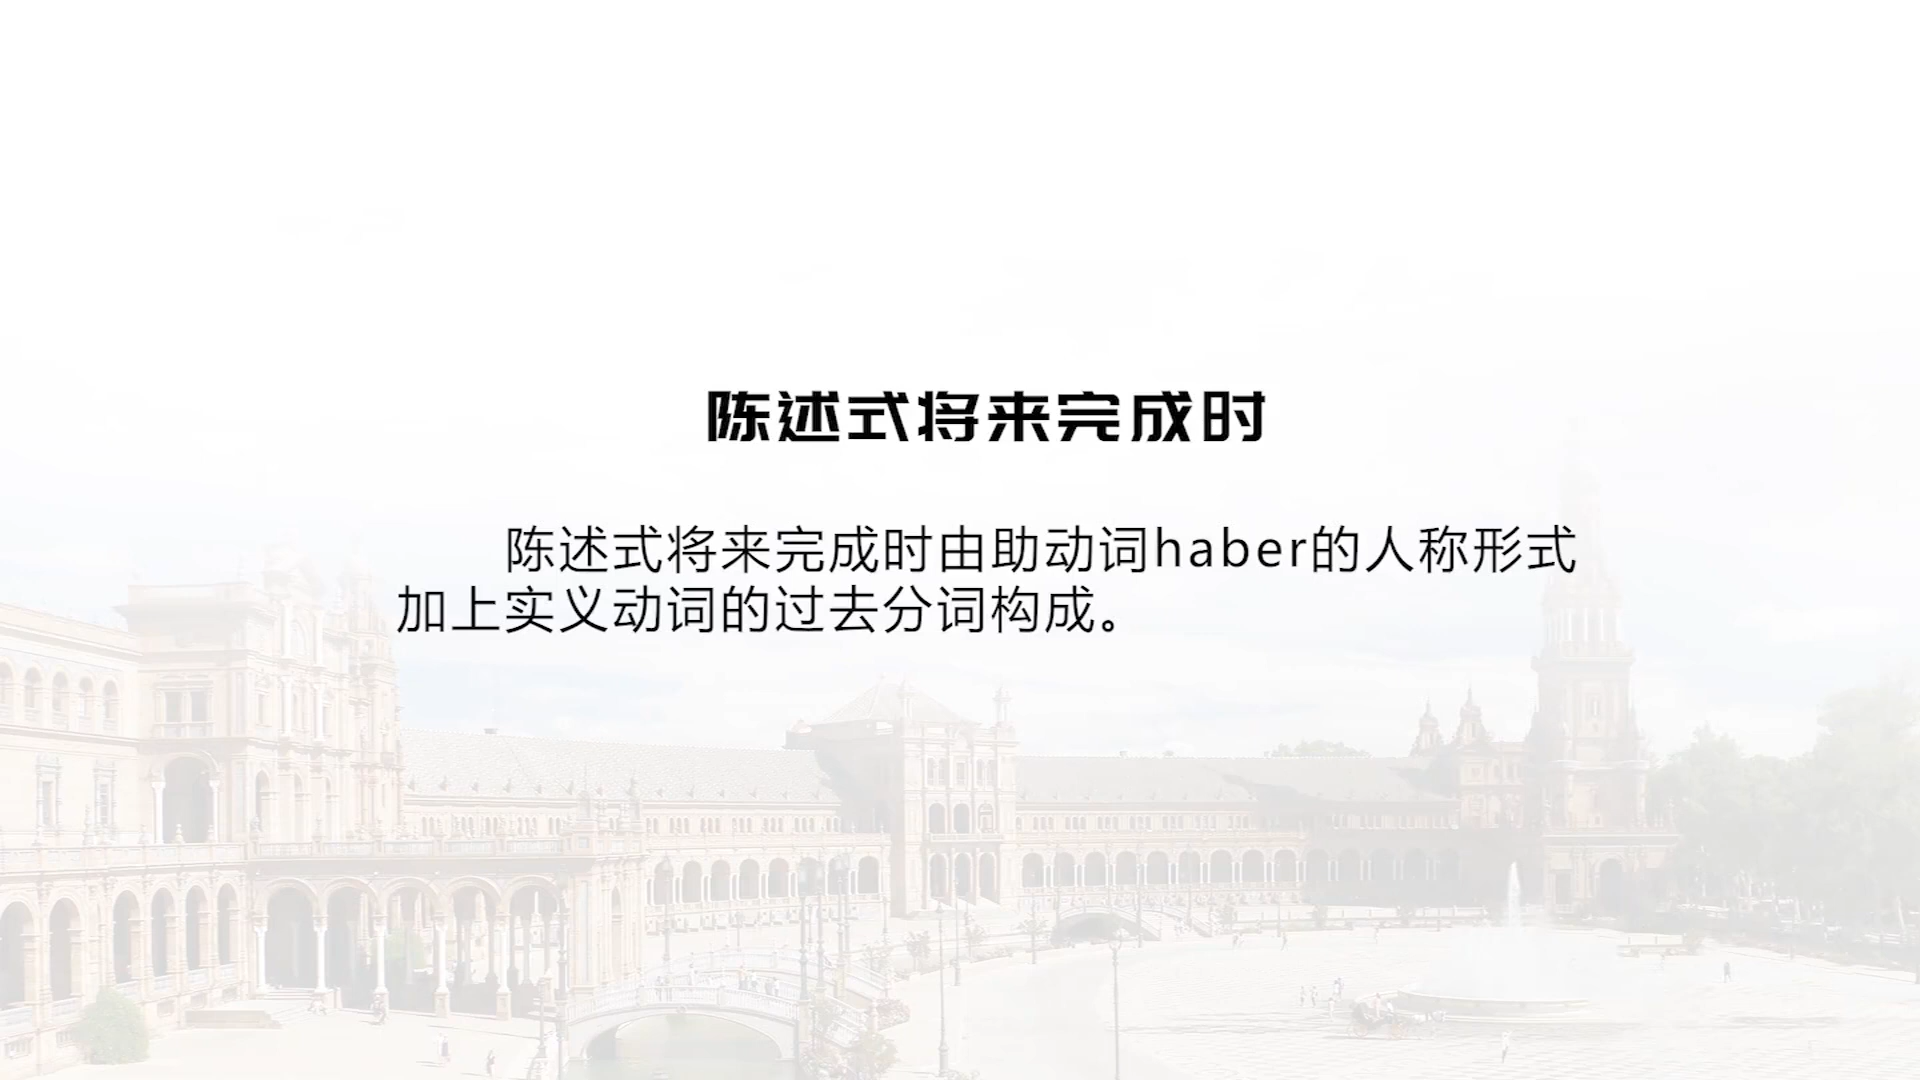 陈述式将来完成时
陈述式将来完成时由助动词haber的人称形式
加上实义动词的过去分词构成。